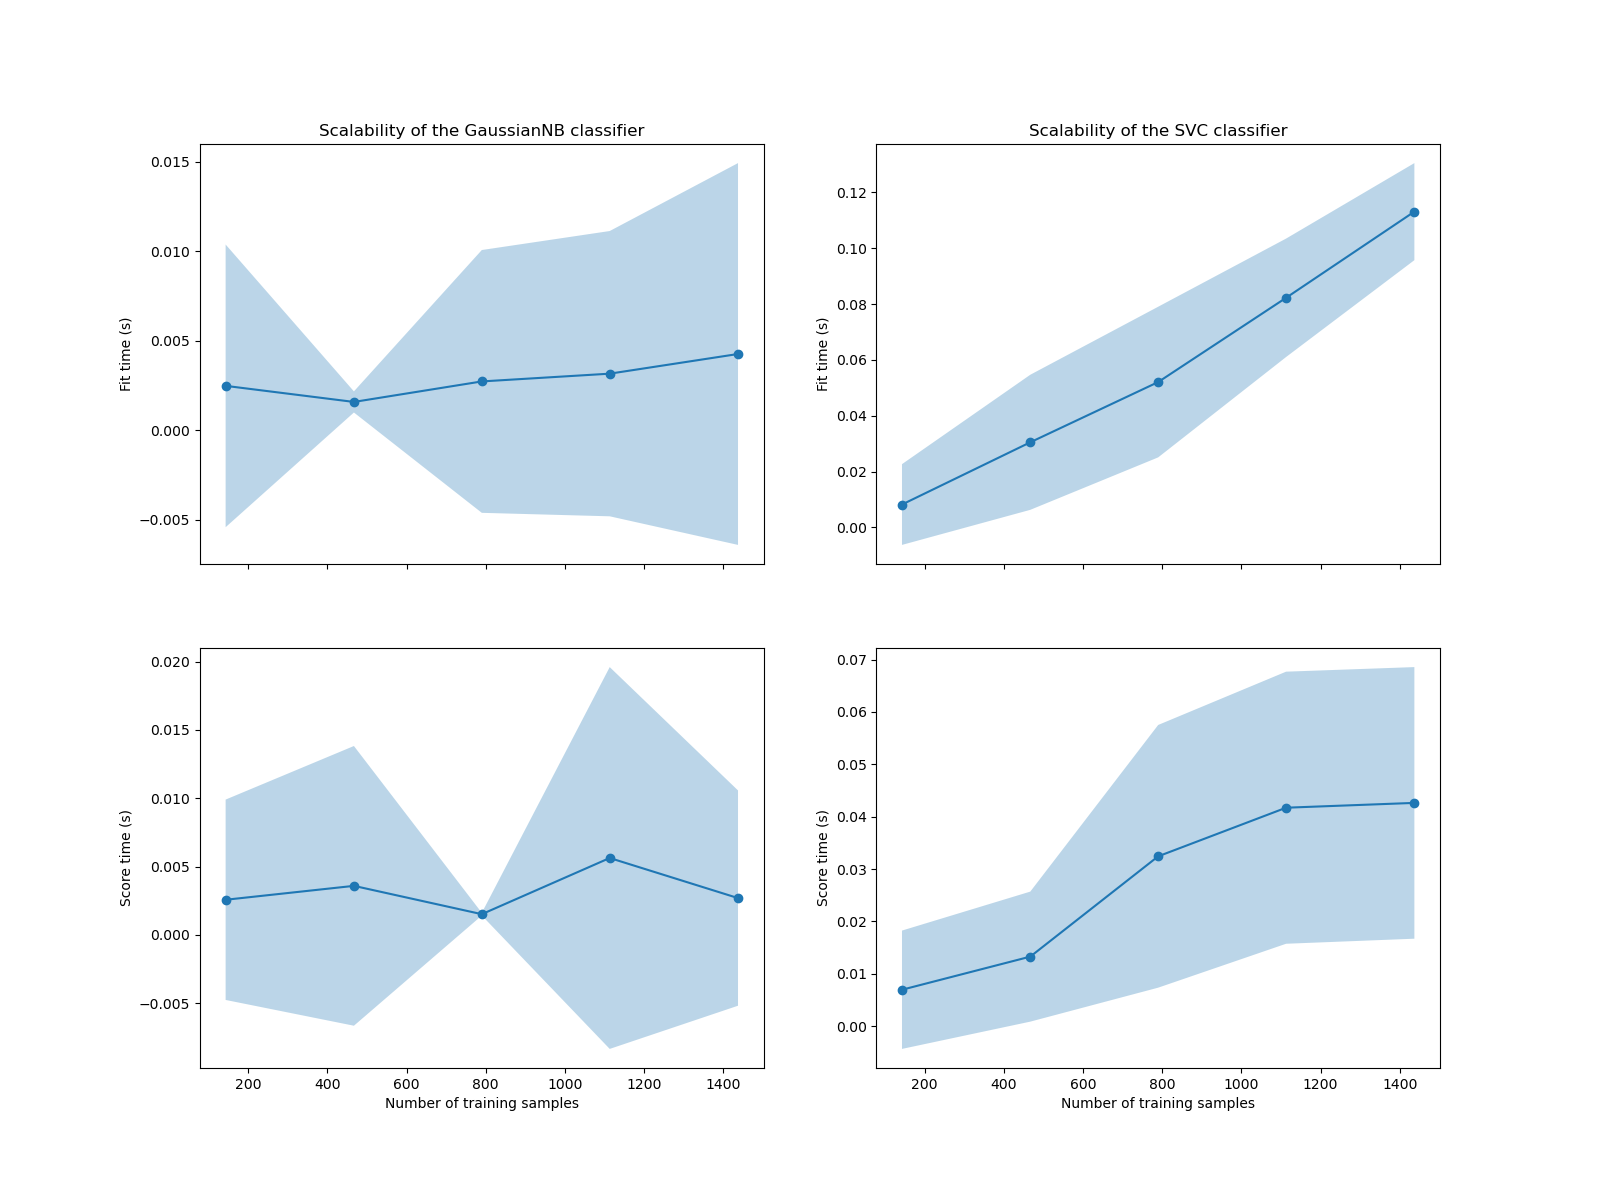 Scalability of the GaussianNB classifier
0.015
0.010
0.005
0.000
−0.005
Fit time (s)
Scalability of the SVC classifier
0.12
0.10
0.08
0.06
0.04
0.02
0.00
Fit time (s)
0.020
0.015
0.010
0.005
0.000
−0.005
Score time (s)
200 400 600 800 1000 1200 1400
Number of training samples
0.07
0.06
0.05
0.04
0.03
0.02
0.01
0.00
Score time (s)
200 400 600 800 1000 1200 1400
Number of training samples